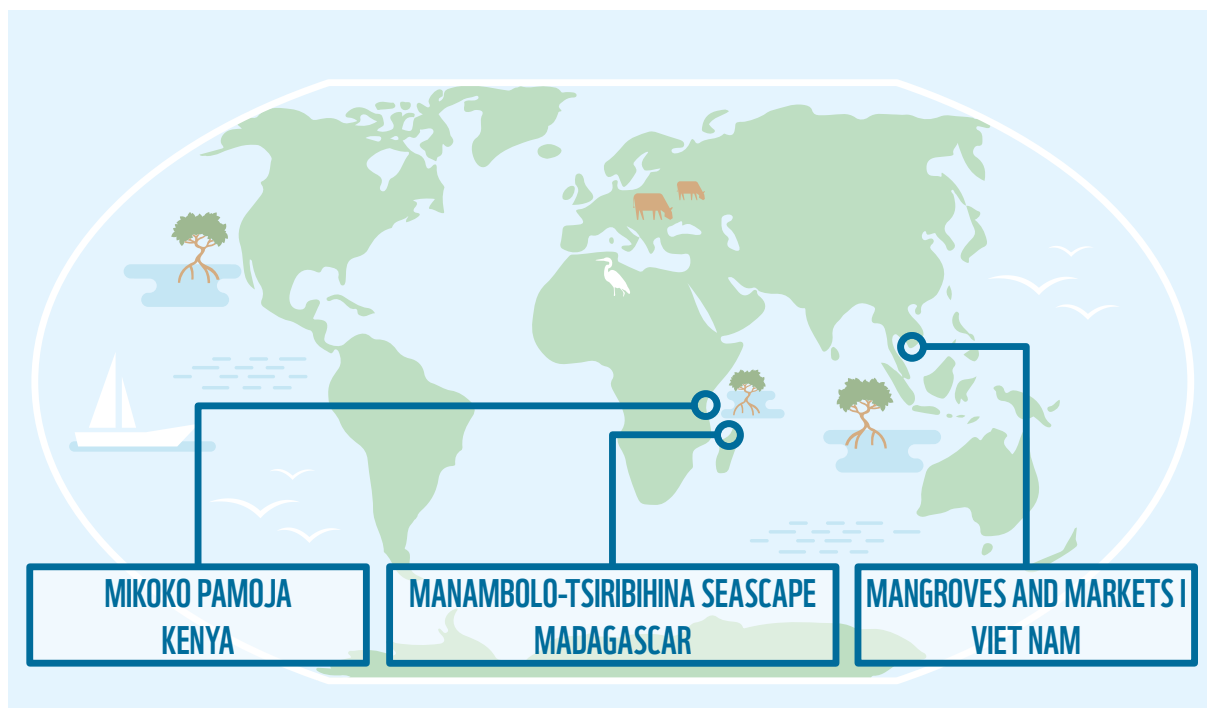 MIKOKO PAMOJA
KENYA
MANAMBOLO-TSIRIBIHINA SEASCAPE
MADAGASCAR
MANGROVES AND MARKETS I
VIET NAM